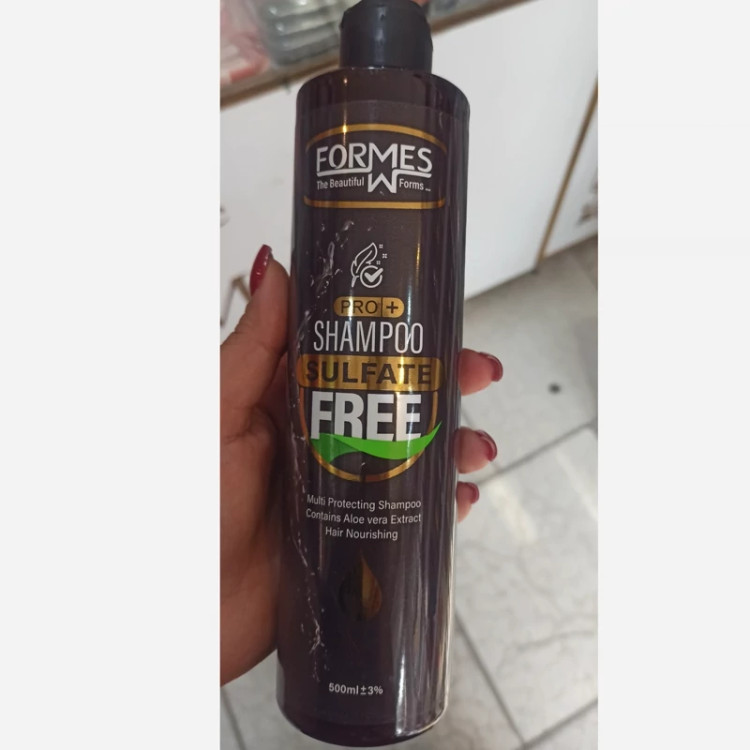 FORMES
The Beautiful Forms ...
PRO +
SHAMPOO
SULFATE
FREE
Multi Protecting Shampoo
Contains Aloe vera Extract
Hair Nourishing
500ml±3%